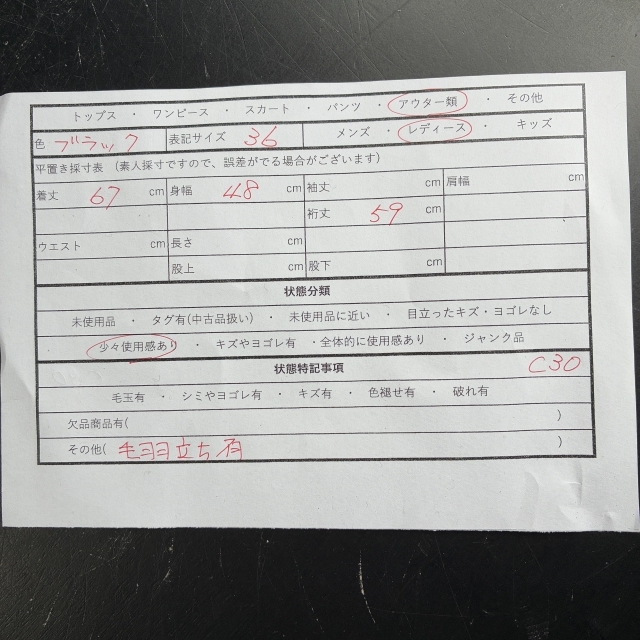 トップス ・ ワンピース ・ スカート ・ パンツ ・ アウター類 ・ その他
色 ブラック 表記サイズ 36 メンズ ・ レディース ・ キッズ
平置き採寸表 (素人採寸ですので、誤差がでる場合がございます)
着丈 67 cm 身幅 48 cm 袖丈 cm 肩幅 cm
裄丈 59 cm
ウエスト cm 長さ cm
股上 cm 股下 cm
状態分類
未使用品 ・ タグ有(中古品扱い) ・ 未使用品に近い ・ 目立ったキズ・ヨゴレなし
少々使用感あり ・ キズやヨゴレ有 ・全体的に使用感あり ・ ジャンク品
状態特記事項 C30
毛玉有 ・ シミやヨゴレ有 ・ キズ有 ・ 色褪せ有 ・ 破れ有
欠品商品有( )
その他( 毛羽立ち有 )